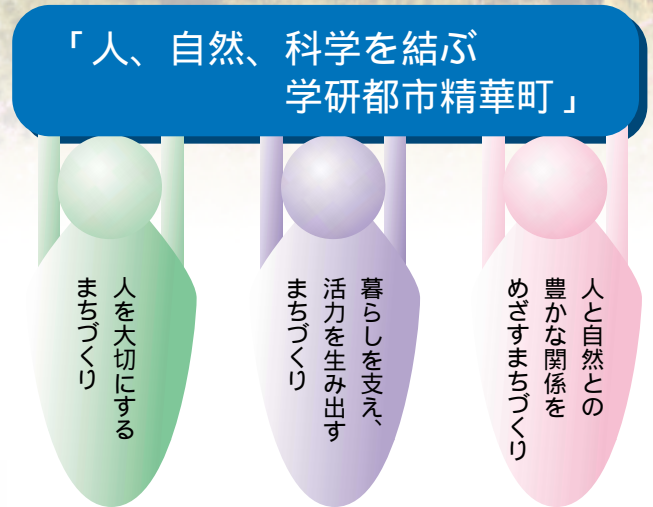 「人、自然、科学を結ぶ
学研都市精華町」
人と自然との
豊かな関係を
めざすまちづくり
暮らしを支え、
活力を生み出す
まちづくり
人を大切にする
まちづくり